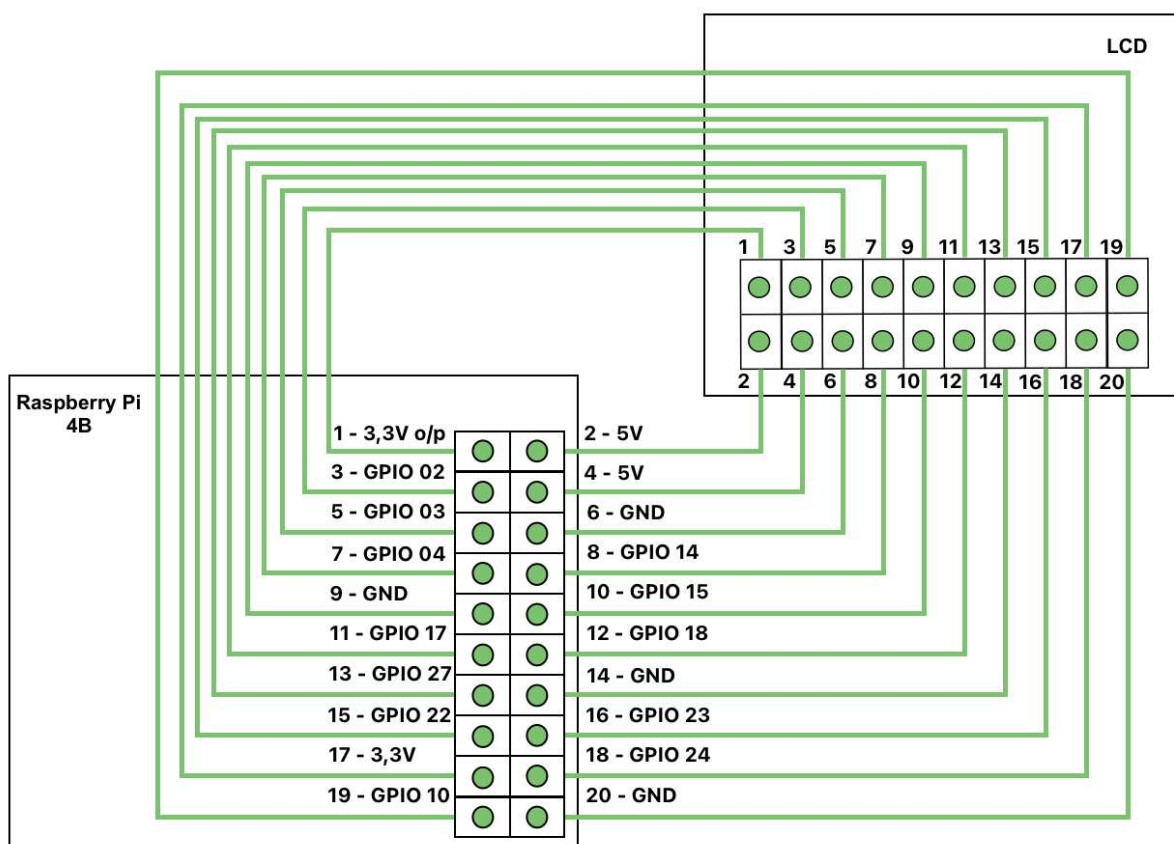 LCD
1 3 5 7 9 11 13 15 17 19
2 4 6 8 10 12 14 16 18 20
Raspberry Pi
4B
1 - 3,3V o/p
2 - 5V
3 - GPIO 02
4 - 5V
5 - GPIO 03
6 - GND
7 - GPIO 04
8 - GPIO 14
9 - GND
10 - GPIO 15
11 - GPIO 17
12 - GPIO 18
13 - GPIO 27
14 - GND
15 - GPIO 22
16 - GPIO 23
17 - 3,3V
18 - GPIO 24
19 - GPIO 10
20 - GND